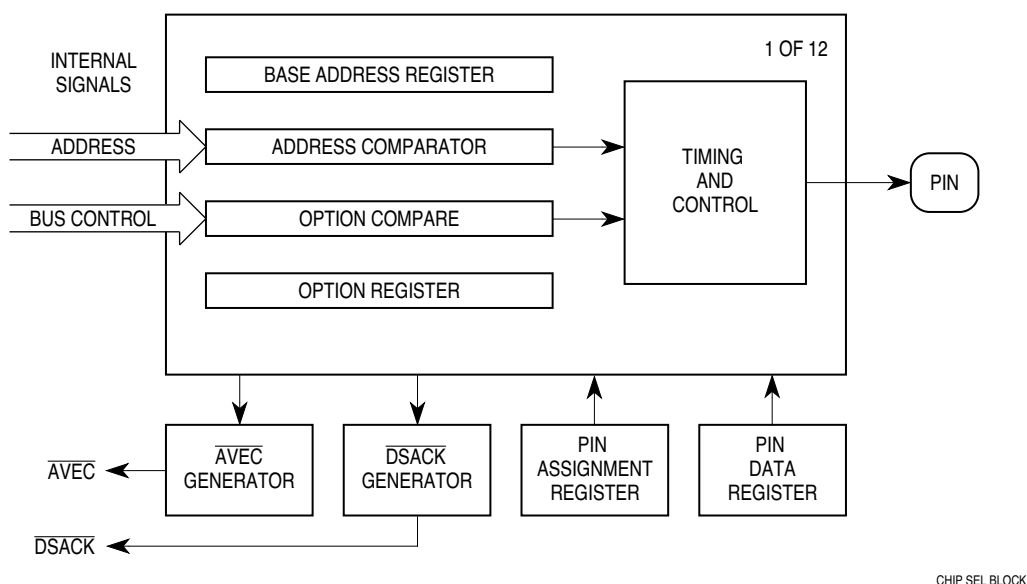 1 OF 12
INTERNAL
SIGNALS
BASE ADDRESS REGISTER
ADDRESS
ADDRESS COMPARATOR
TIMING
AND
CONTROL
PIN
BUS CONTROL
OPTION COMPARE
OPTION REGISTER
AVEC
GENERATOR
DSACK
GENERATOR
PIN
ASSIGNMENT
REGISTER
PIN
DATA
REGISTER
AVEC
DSACK
CHIP SEL BLOCK